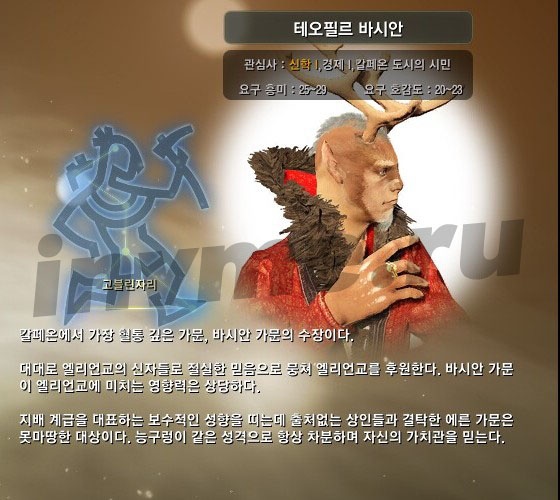 테오필르 바시안
관심사 : 신학 I,경제 I,칼페온 도시의 시민
요구 흥미 : 25~29 요구 호감도 : 20~23
고블린자리
칼페온에서 가장 혈통 깊은 가문, 바시안 가문의 수장이다.
대대로 엘리언교의 신자들로 절실한 믿음으로 뭉쳐 엘리언교를 후원한다. 바시안 가문
이 엘리언교에 미치는 영향력은 상당하다.
지배 계급을 대표하는 보수적인 성향을 띠는데 출처없는 상인들과 결탁한 에른 가문은
못마땅한 대상이다. 능구렁이 같은 성격으로 항상 차분하며 자신의 가치관을 믿는다.